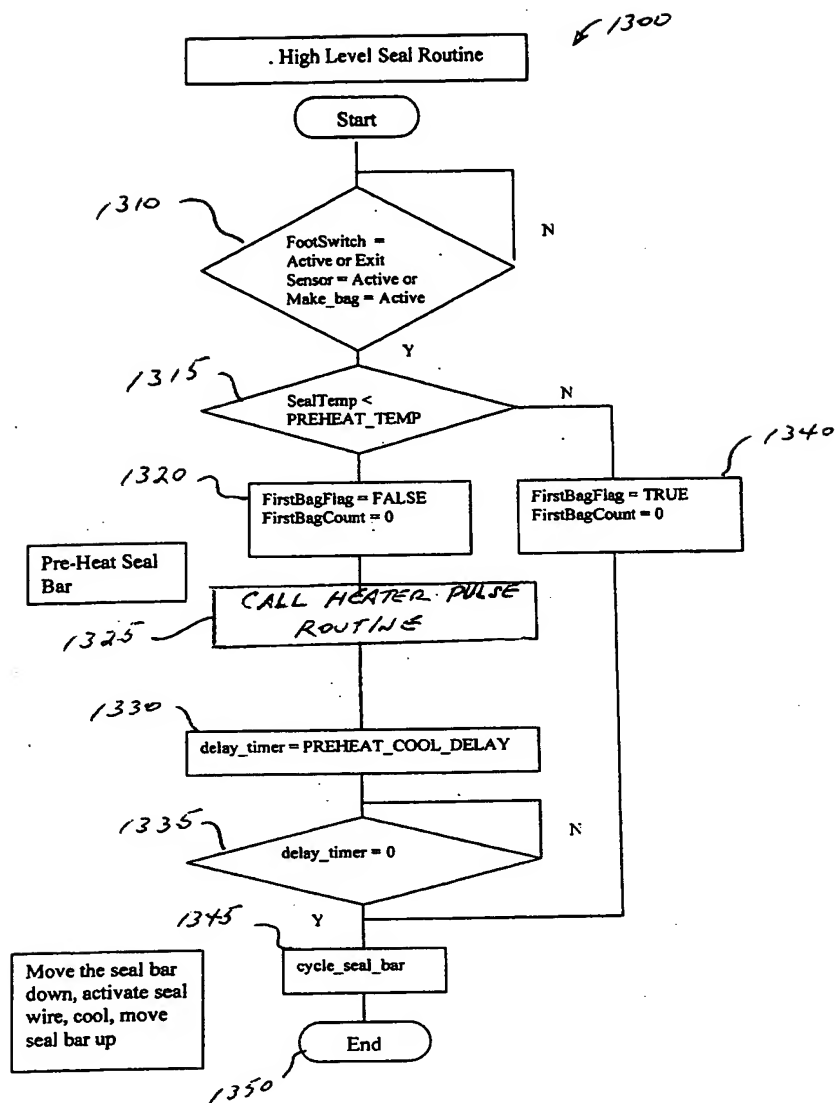 1300
. High Level Seal Routine
Start
1310
FootSwitch =
Active or Exit
Sensor = Active or
Make_bag = Active
N
Y
1315
SealTemp <
PREHEAT_TEMP
N
1320
FirstBagFlag = FALSE
FirstBagCount = 0
1340
FirstBagFlag = TRUE
FirstBagCount = 0
Pre-Heat Seal
Bar
CALL HEATER PULSE
ROUTINE
1325
1330
delay_timer = PREHEAT_COOL_DELAY
1335
delay_timer = 0
N
Y
1345
cycle_seal_bar
Move the seal bar
down, activate seal
wire, cool, move
seal bar up
End
1350